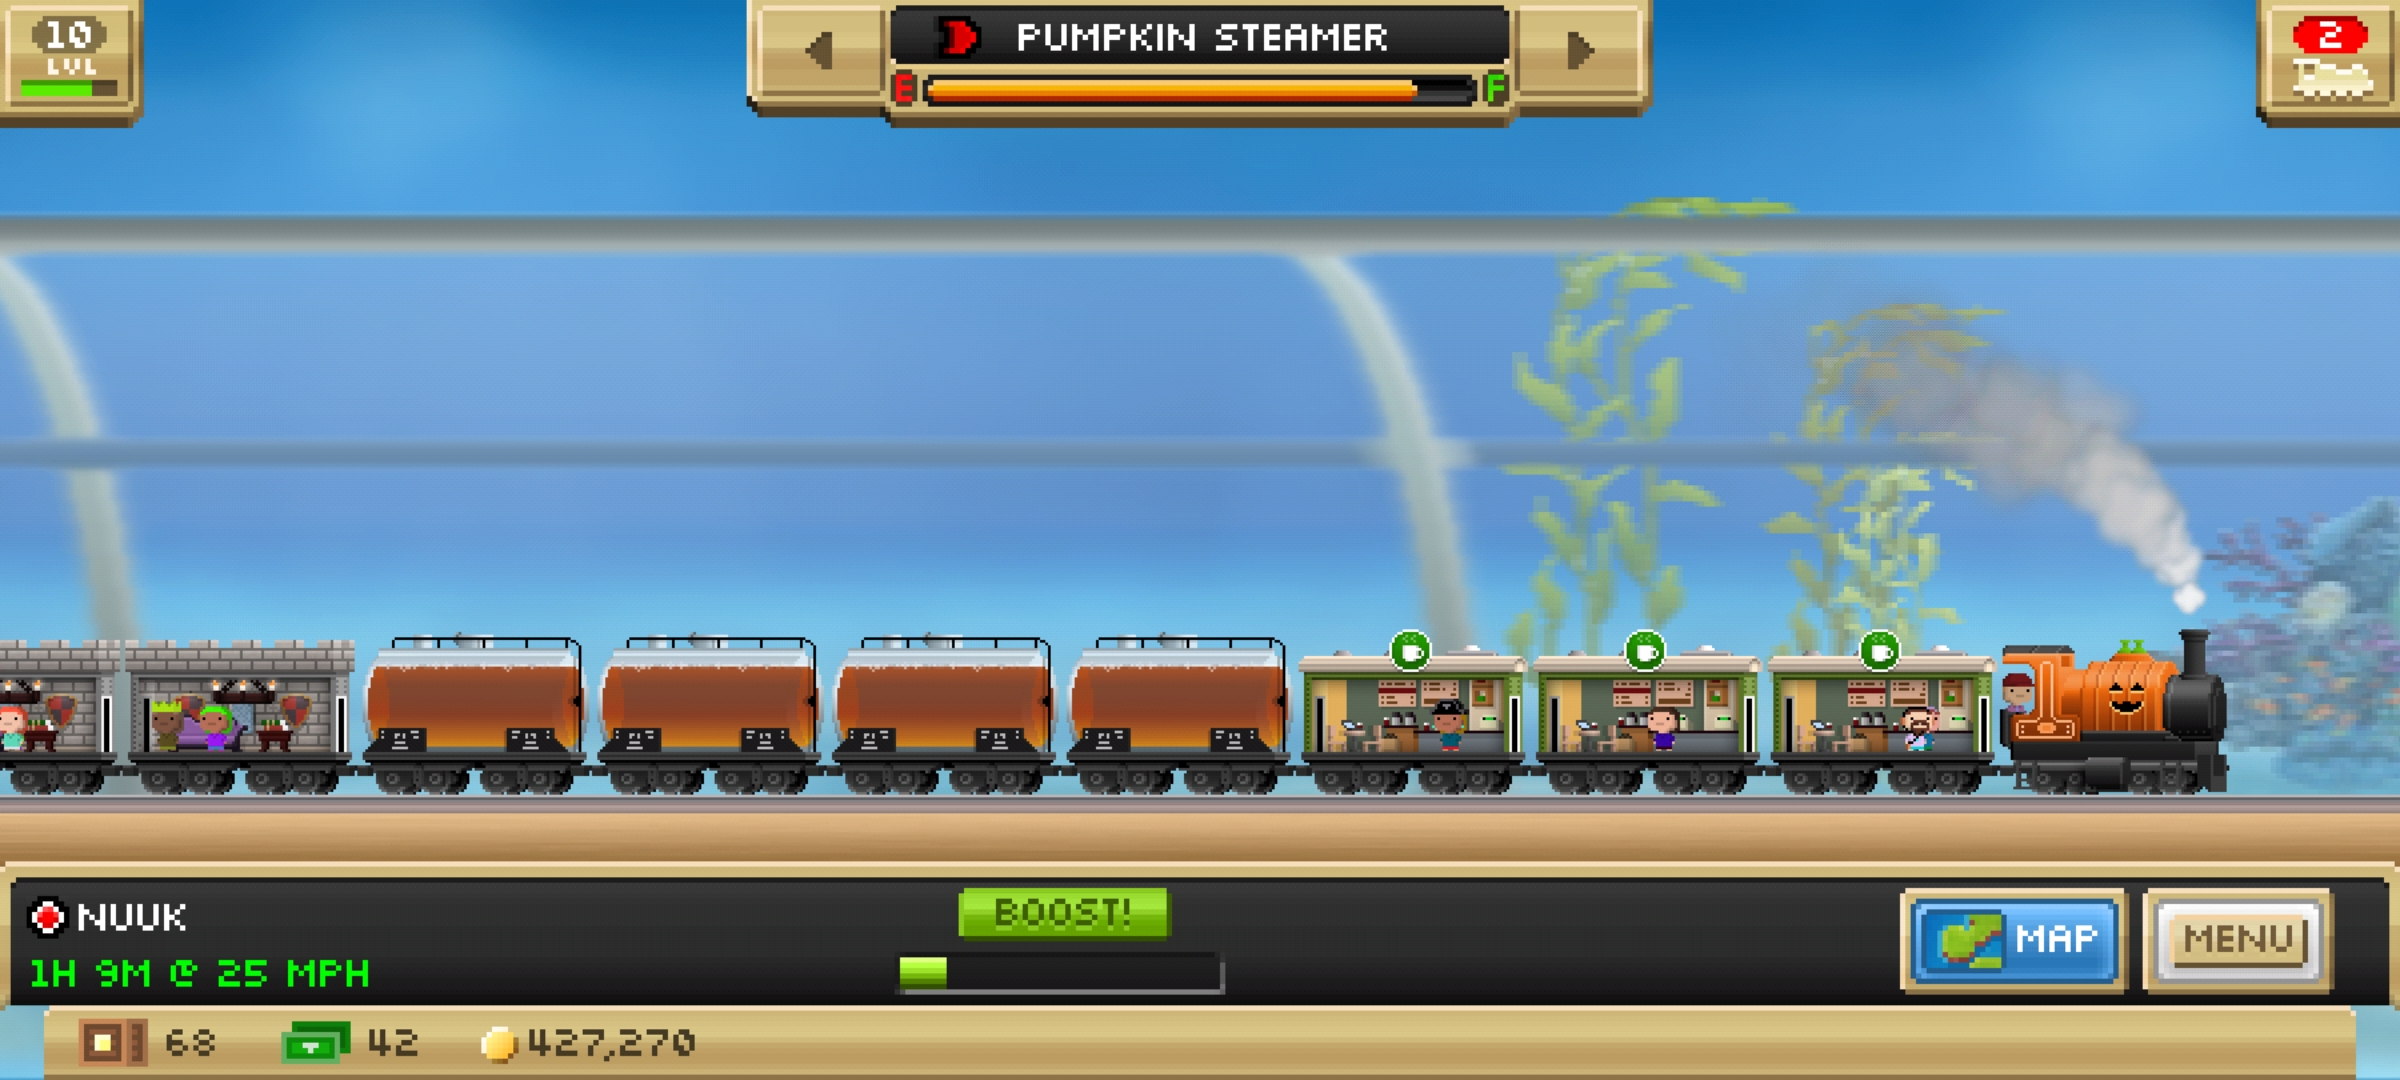 10
LVL
PUMPKIN STEAMER
E F
2
NUUK
1H 9M @ 25 MPH
BOOST!
MAP
MENU
68 42 427,270